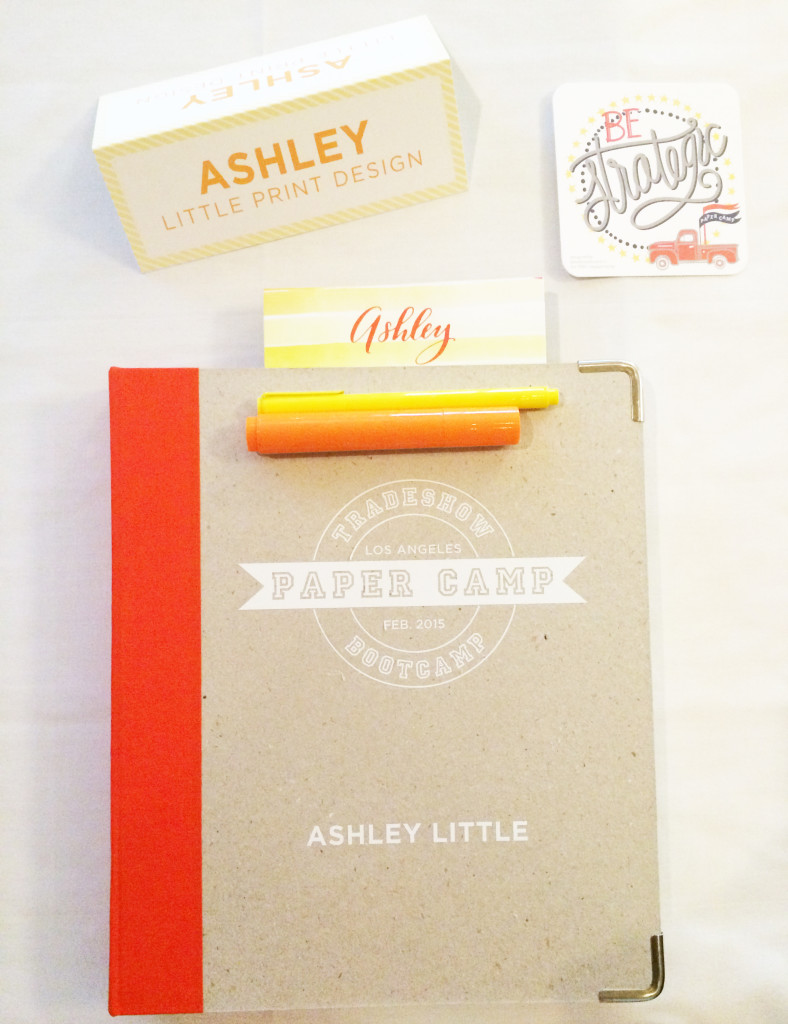 ASHLEY
ASHLEY
LITTLE PRINT DESIGN
BE
strategic
PAPER CAMP
Ashley
TRADESHOW
LOS ANGELES
PAPER CAMP
FEB. 2015
BOOTCAMP
ASHLEY LITTLE